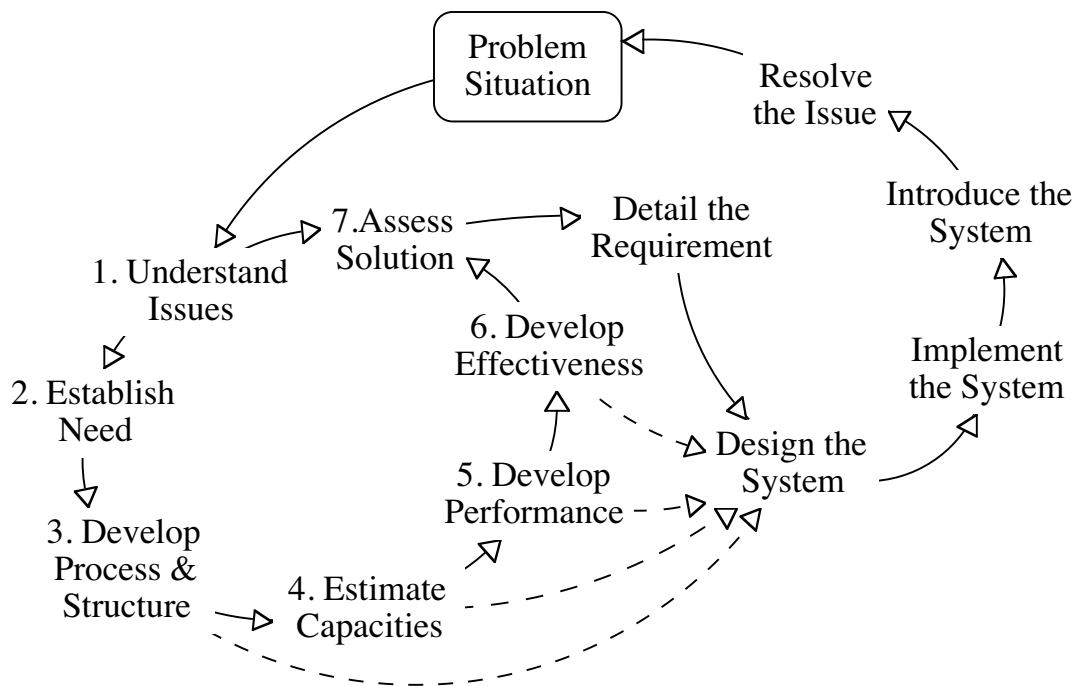 Problem
Situation
Resolve
the Issue
Introduce the
System
7.Assess
Solution
Detail the
Requirement
1. Understand
Issues
6. Develop
Effectiveness
Implement
the System
2. Establish
Need
Design the
System
5. Develop
Performance
3. Develop
Process &
Structure
4. Estimate
Capacities